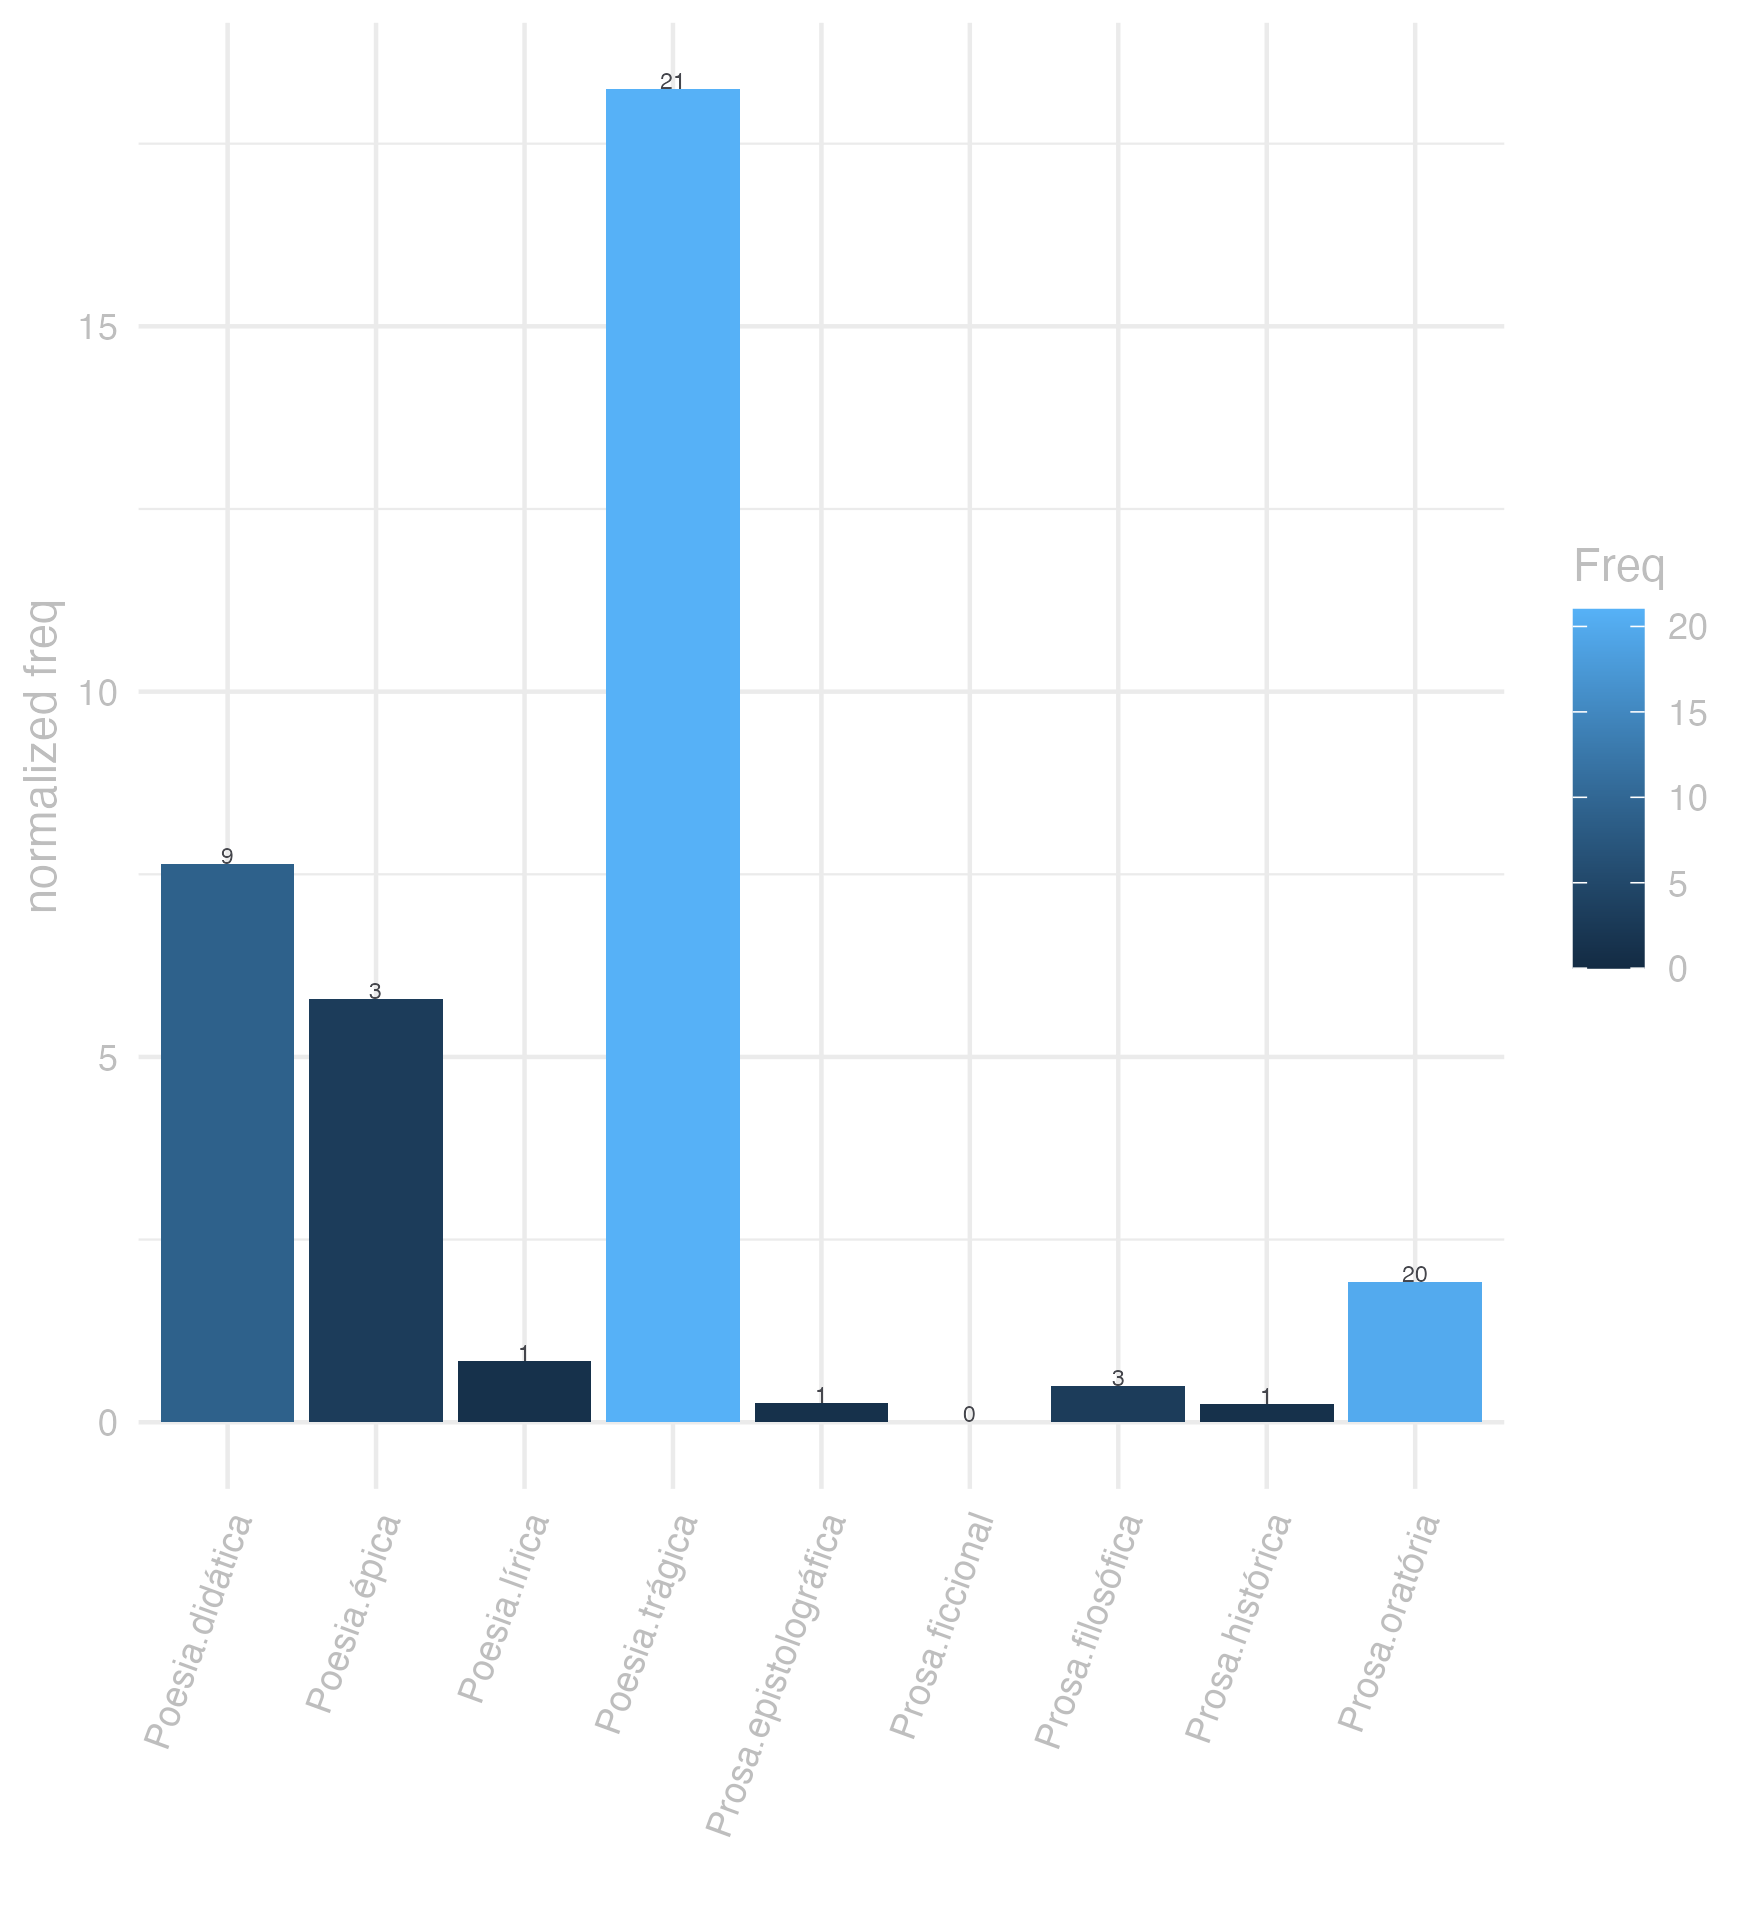 21
15
Freq
20
normalized freq
10
15
10
9
5
3
0
5
20
1
3
1
1
0
0
Poesia.didática
Poesia.épica
Poesia.lírica
Poesia.trágica
Prosa.epistolográfica
Prosa.ficcional
Prosa.filosófica
Prosa.histórica
Prosa.oratória